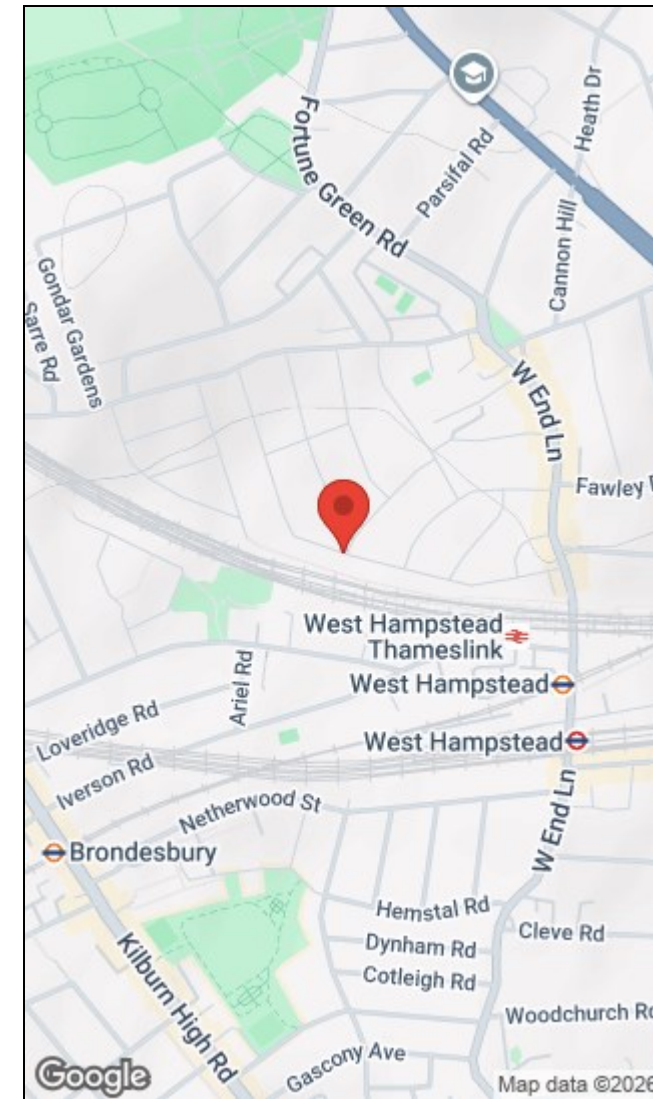 Heath Dr
Parsifal Rd
Fortune Green Rd
Cannon Hill
Gondar Gardens
Sarre Rd
W End Ln
Fawley
West Hampstead
Thameslink
West Hampstead
Ariel Rd
Loveridge Rd
West Hampstead
Iverson Rd
Netherwood St
W End Ln
Brondesbury
Hemstal Rd
Cleve Rd
Dynham Rd
Kilburn High Rd
Cotleigh Rd
Woodchurch Rd
Gascony Ave
Google
Map data ©2026